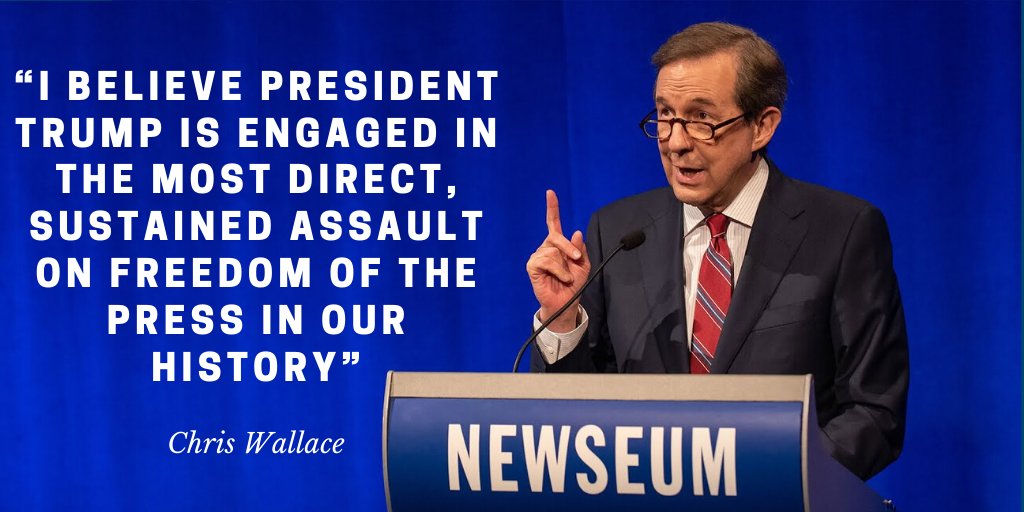 “I BELIEVE PRESIDENT
TRUMP IS ENGAGED IN
THE MOST DIRECT,
SUSTAINED ASSAULT
ON FREEDOM OF THE
PRESS IN OUR
HISTORY”
Chris Wallace
NEWSEUM